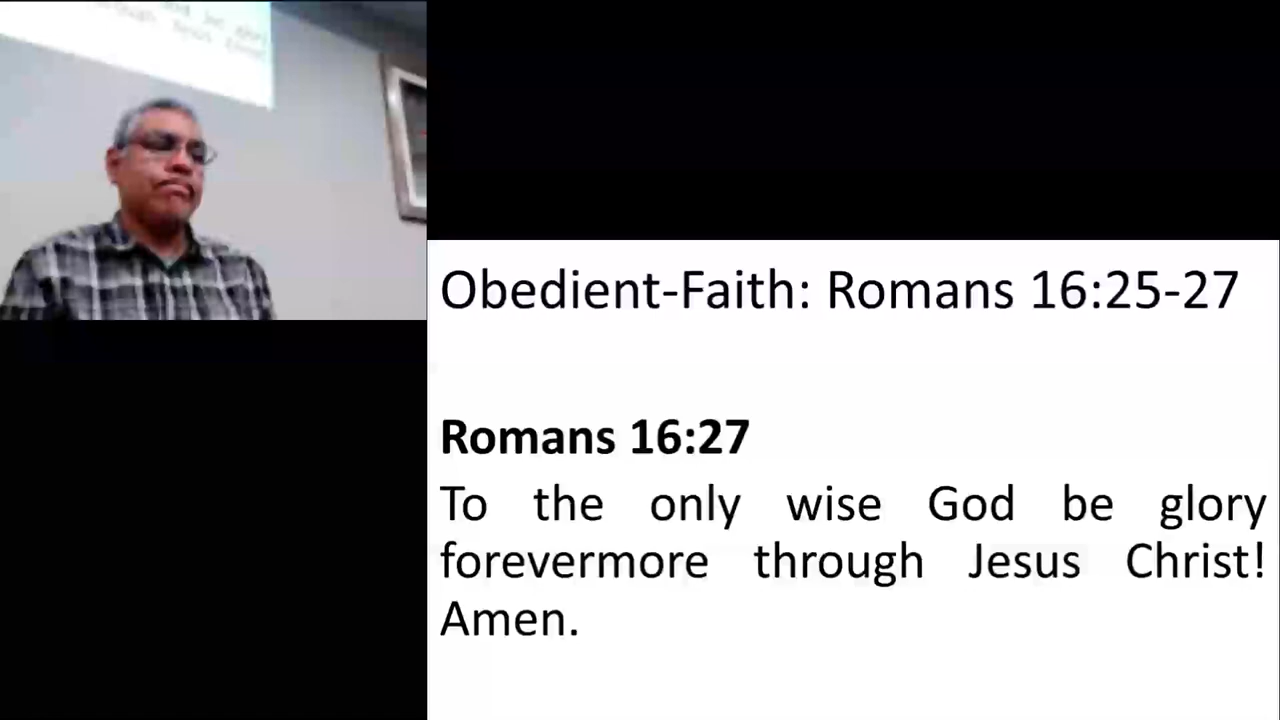 Obedient-Faith: Romans 16:25-27
Romans 16:27
To the only wise God be glory
forevermore through Jesus Christ!
Amen.